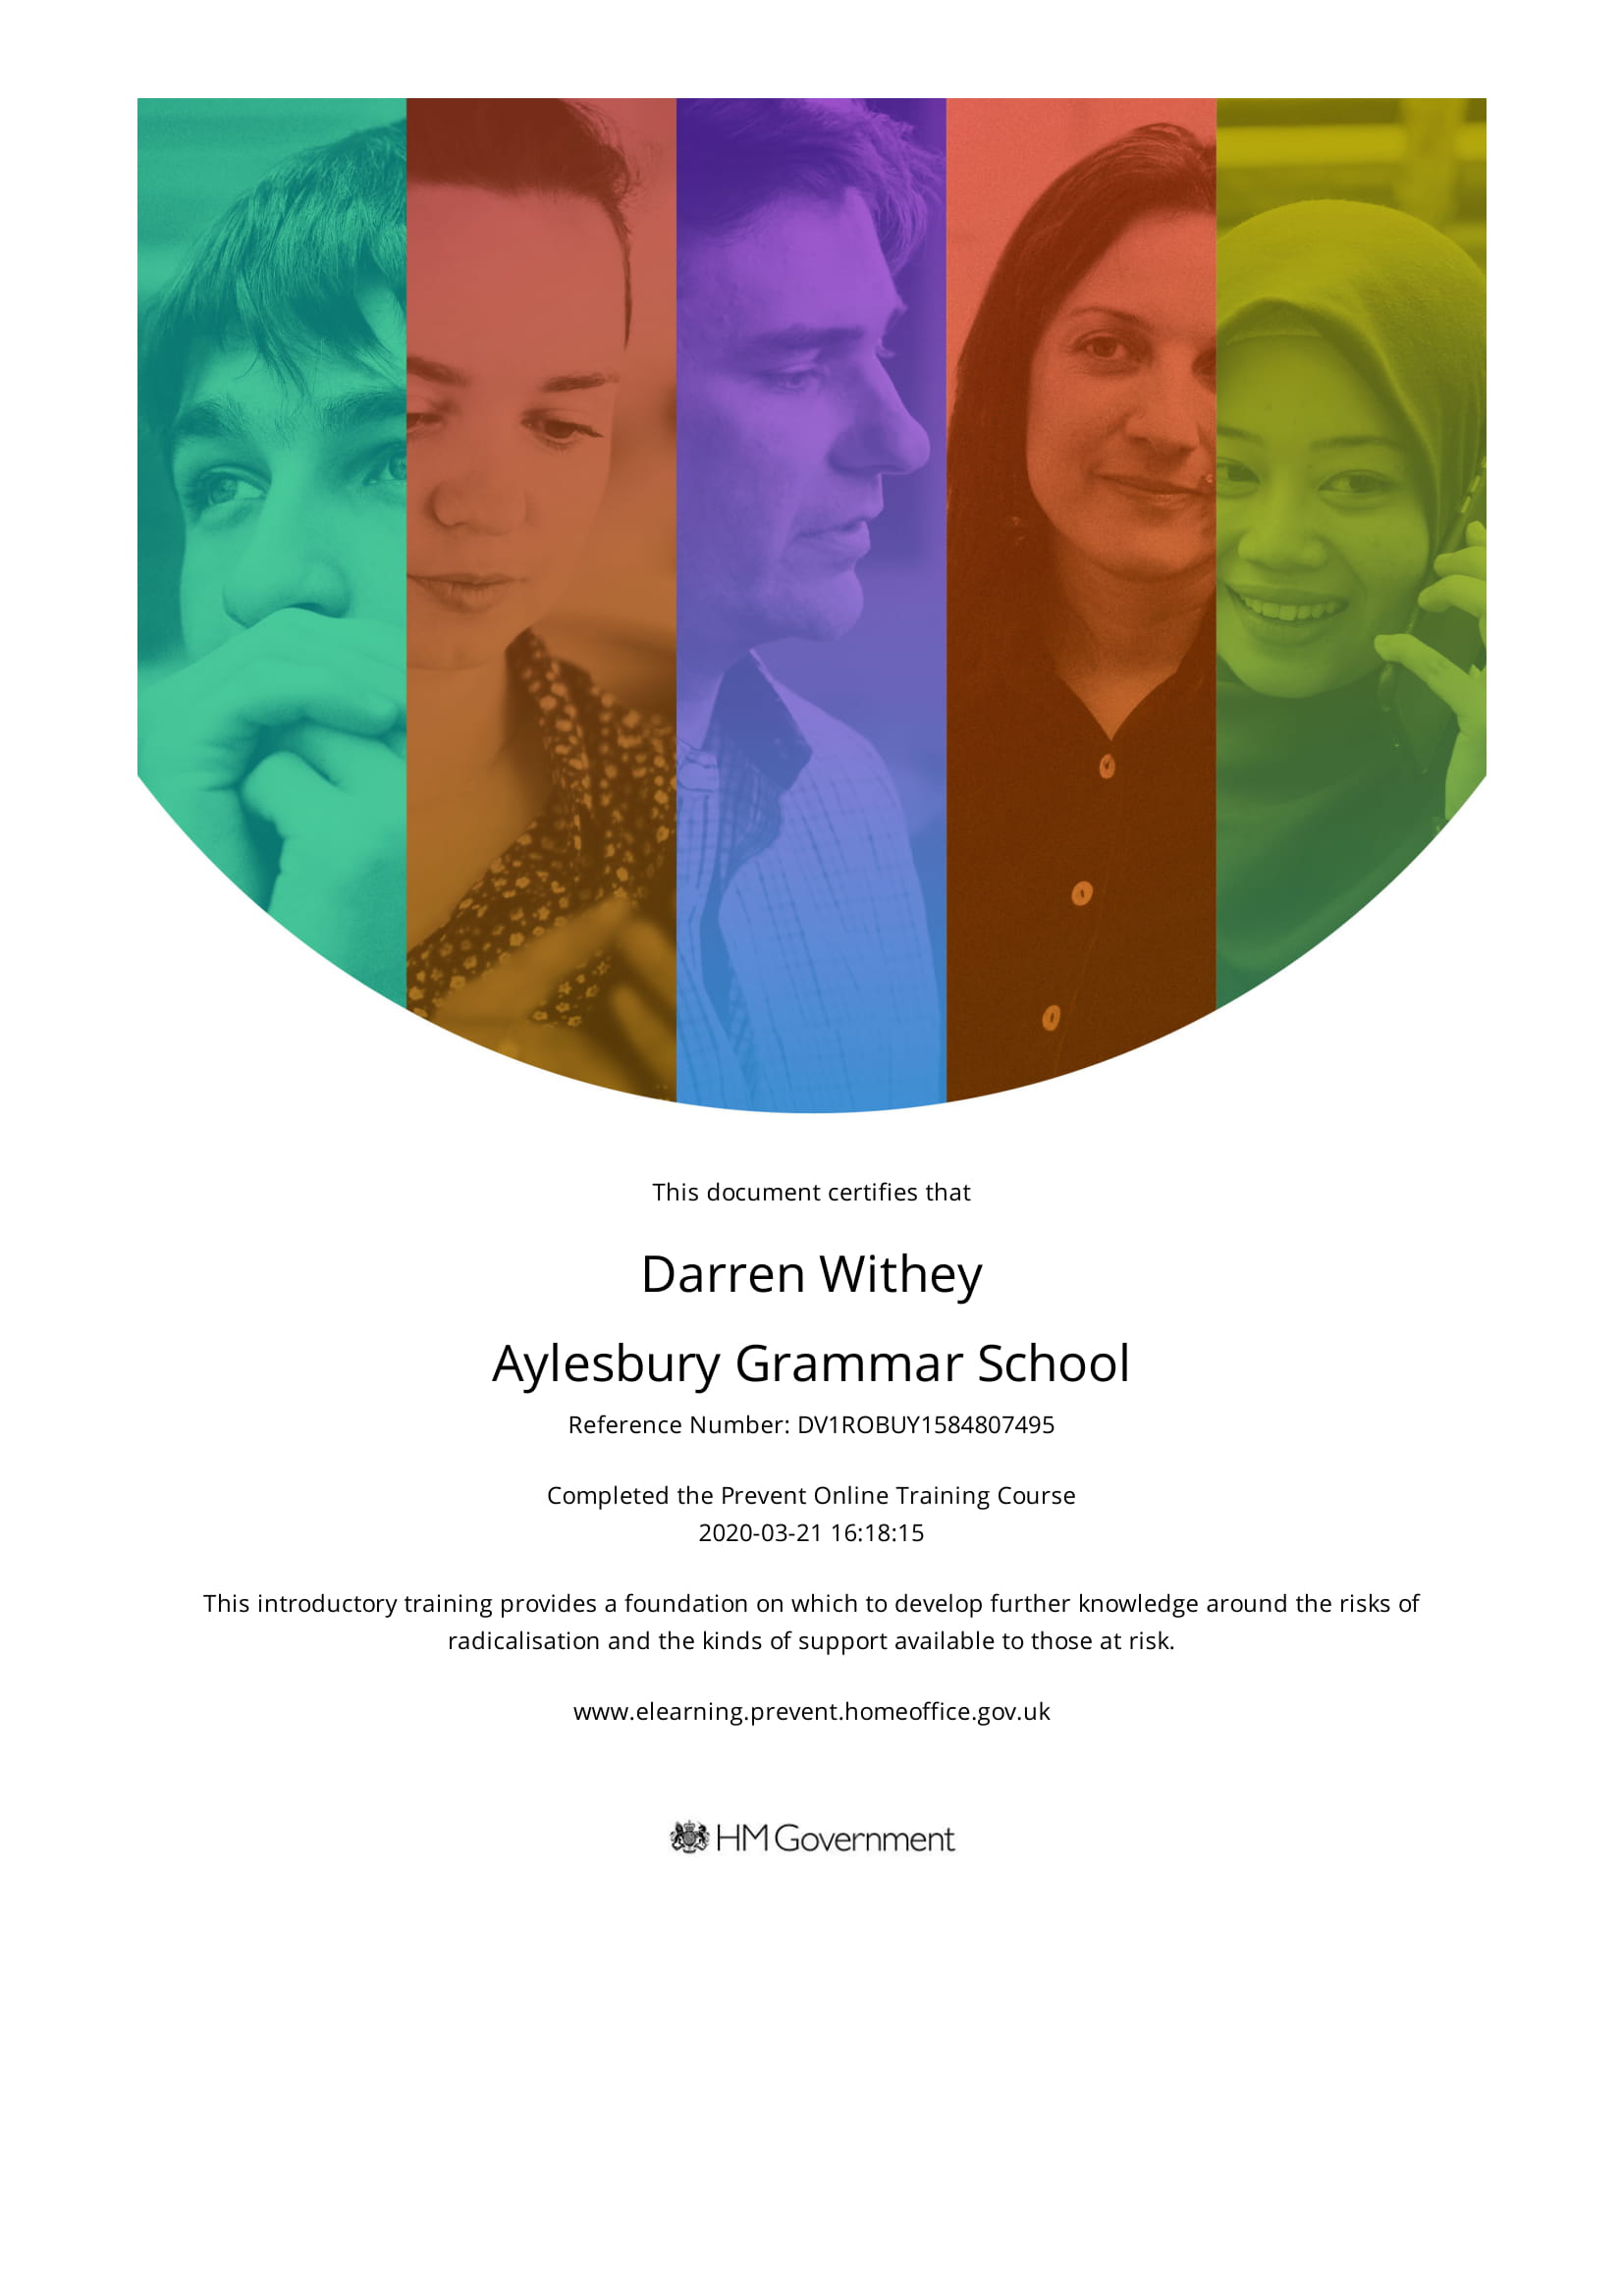 This document certifies that
Darren Withey
Aylesbury Grammar School
Reference Number: DV1ROBUY1584807495
Completed the Prevent Online Training Course
2020-03-21 16:18:15
This introductory training provides a foundation on which to develop further knowledge around the risks of
radicalisation and the kinds of support available to those at risk.
www.elearning.prevent.homeoffice.gov.uk
HM Government